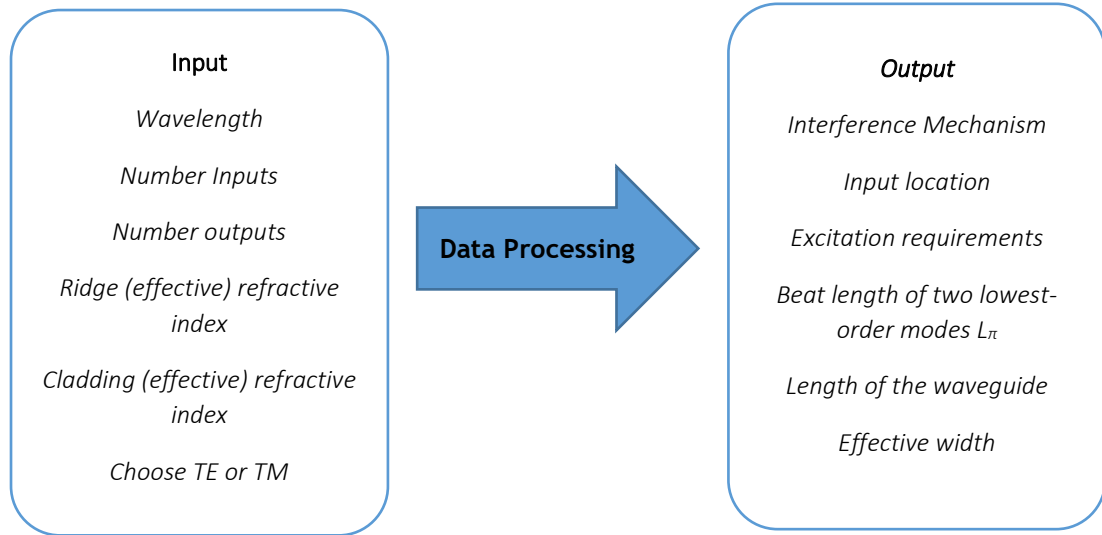 Input
Wavelength
Number Inputs
Number outputs
Ridge (effective) refractive
index
Cladding (effective) refractive
index
Choose TE or TM
Data Processing
Output
Interference Mechanism
Input location
Excitation requirements
Beat length of two lowest-
order modes Lπ
Length of the waveguide
Effective width